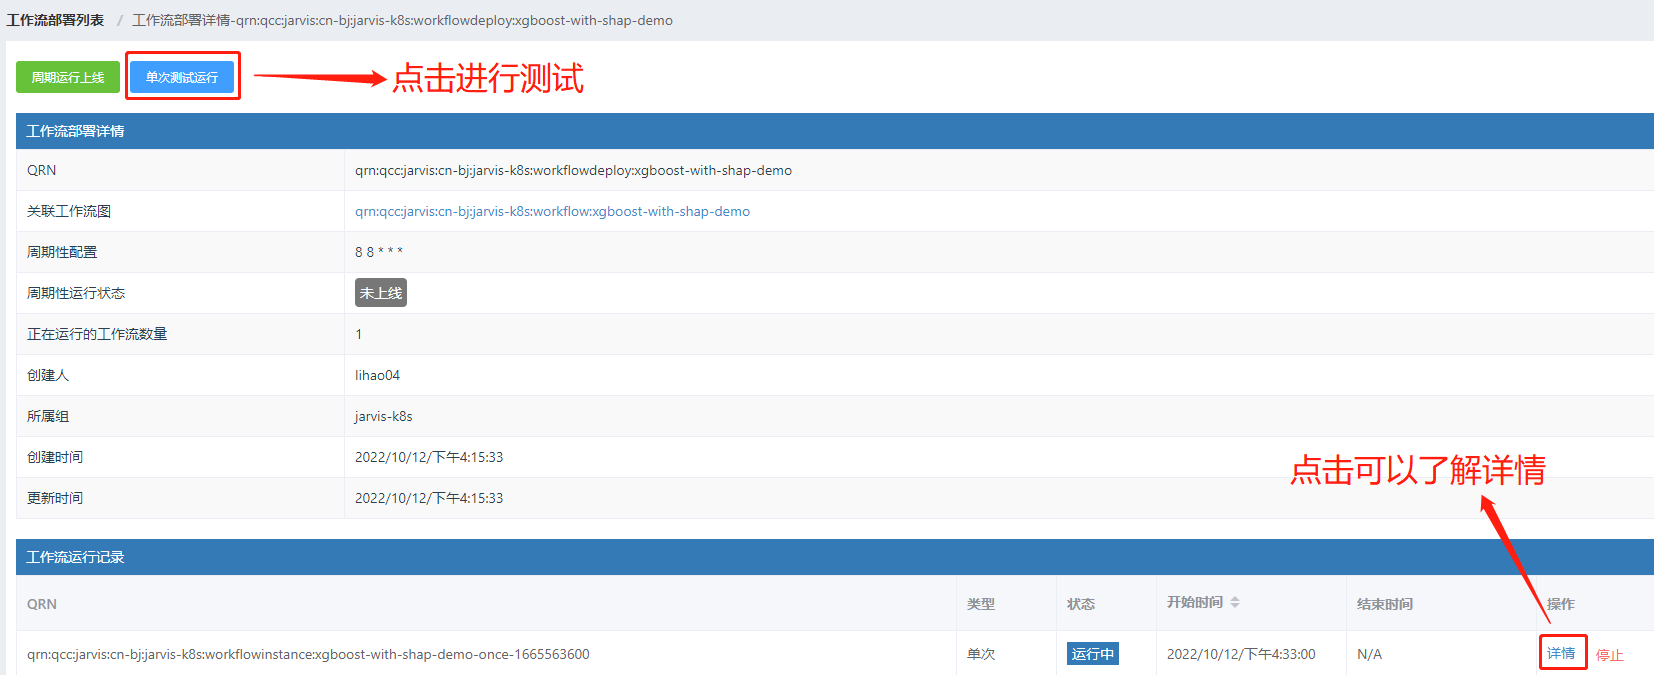 工作流部署列表 / 工作流部署详情-qrn:qcc:jarvis:cn-bj:jarvis-k8s:workflowdeploy:xgboost-with-shap-demo
周期运行上线 单次测试运行 点击进行测试
工作流部署详情
QRN qrn:qcc:jarvis:cn-bj:jarvis-k8s:workflowdeploy:xgboost-with-shap-demo
关联工作流图 qrn:qcc:jarvis:cn-bj:jarvis-k8s:workflow:xgboost-with-shap-demo
周期性配置 8 8 * * *
周期性运行状态 未上线
正在运行的工作流数量 1
创建人 lihao04
所属组 jarvis-k8s
创建时间 2022/10/12/下午4:15:33
点击可以了解详情
更新时间 2022/10/12/下午4:15:33
工作流运行记录
QRN 类型 状态 开始时间 结束时间 操作
qrn:qcc:jarvis:cn-bj:jarvis-k8s:workflowinstance:xgboost-with-shap-demo-once-1665563600 单次 运行中 2022/10/12/下午4:33:00 N/A 详情 停止